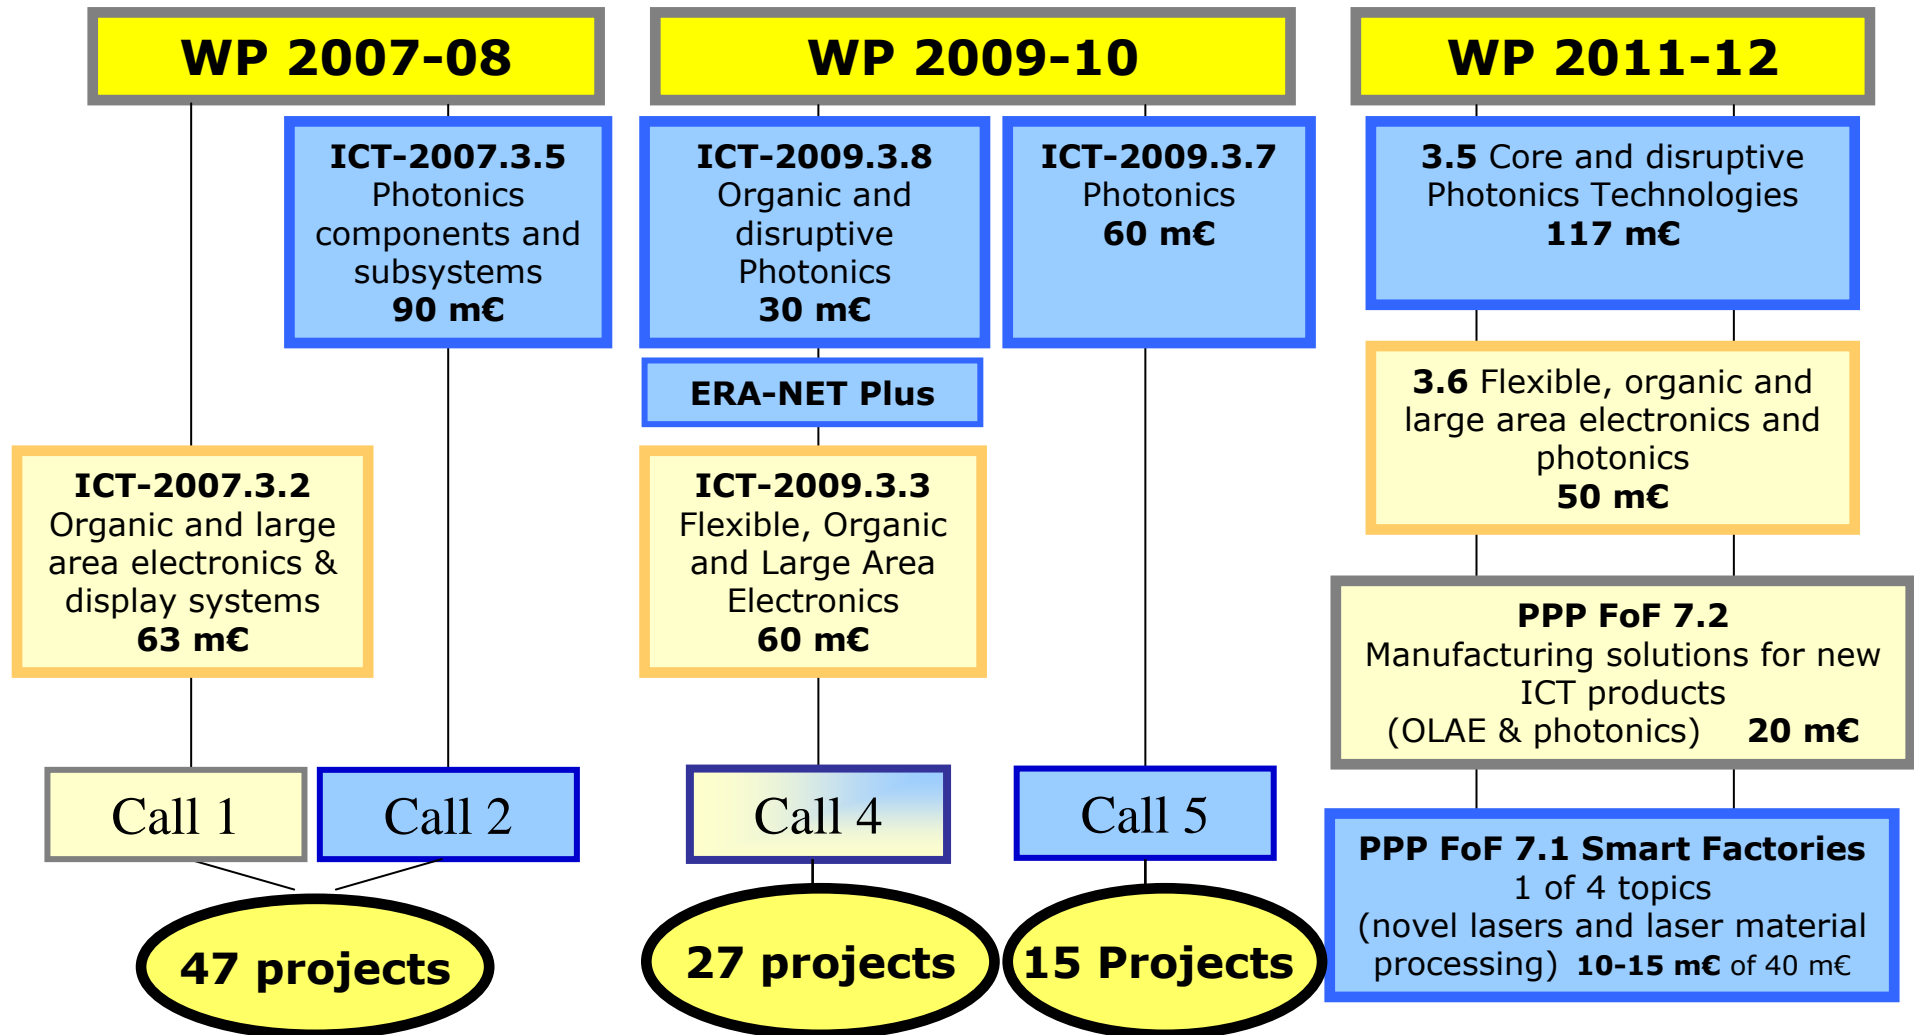 WP 2007-08
ICT-2007.3.5
Photonics
components and
subsystems
90 m€
ICT-2007.3.2
Organic and large
area electronics &
display systems
63 m€
Call 1
Call 2
47 projects
WP 2009-10
ICT-2009.3.8
Organic and
disruptive
Photonics
30 m€
ICT-2009.3.7
Photonics
60 m€
ERA-NET Plus
ICT-2009.3.3
Flexible, Organic
and Large Area
Electronics
60 m€
Call 4
Call 5
27 projects
15 Projects
WP 2011-12
3.5 Core and disruptive
Photonics Technologies
117 m€
3.6 Flexible, organic and
large area electronics and
photonics
50 m€
PPP FoF 7.2
Manufacturing solutions for new
ICT products
(OLAE & photonics) 20 m€
PPP FoF 7.1 Smart Factories
1 of 4 topics
(novel lasers and laser material
processing) 10-15 m€ of 40 m€